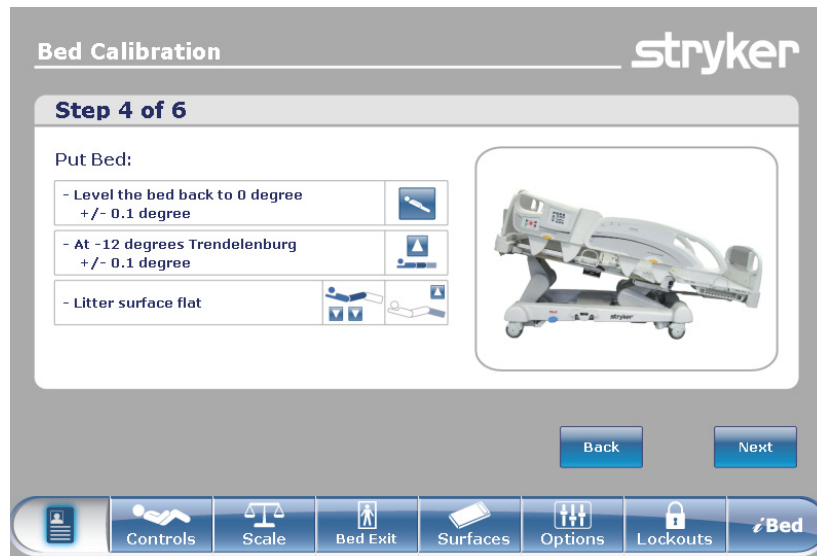 Bed Calibration
stryker
Step 4 of 6
Put Bed:
- Level the bed back to 0 degree
+/- 0.1 degree
- At -12 degrees Trendelenburg
+/- 0.1 degree
- Litter surface flat
stryker
Back
Next
Controls
Scale
Bed Exit
Surfaces
Options
Lockouts
iBed